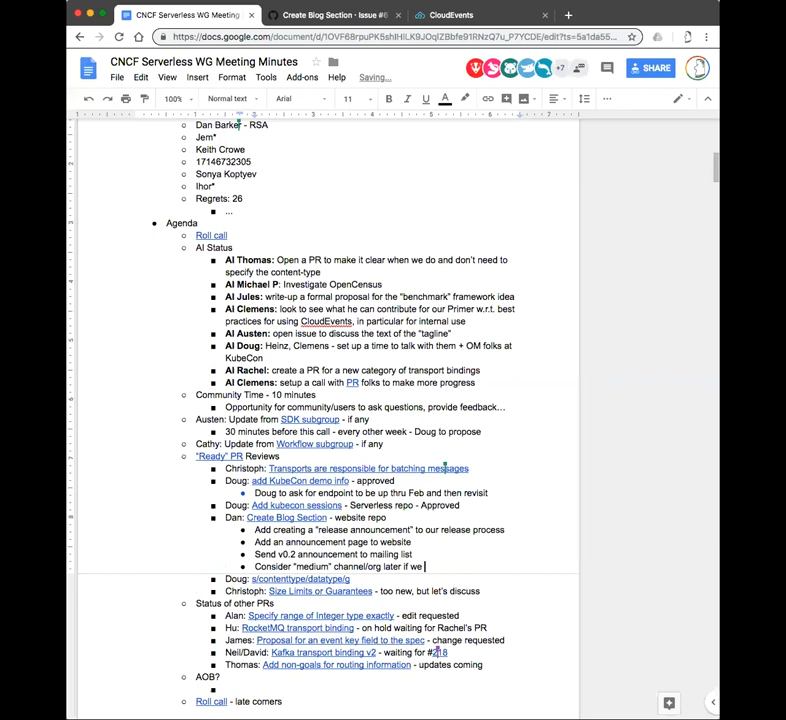 CNCF Serverless WG Meeting
Create Blog Section · Issue #6
CloudEvents
https://docs.google.com/document/d/1OVF68rpuPK5shIHlLK9JOqlZBbfe91RNzQ7u_P7YCDE/edit?ts=5a1da55...
CNCF Serverless WG Meeting Minutes
File Edit View Insert Format Tools Add-ons Help Saving...
+7
SHARE
100% Normal text Arial 11
Dan Barker - RSA
Jem*
Keith Crowe
17146732305
Sonya Koptyev
Ihor*
Regrets: 26
...
Agenda
Roll call
AI Status
AI Thomas: Open a PR to make it clear when we do and don't need to
specify the content-type
AI Michael P: Investigate OpenCensus
AI Jules: write-up a formal proposal for the "benchmark" framework idea
AI Clemens: look to see what he can contribute for our Primer w.r.t. best
practices for using CloudEvents, in particular for internal use
AI Austen: open issue to discuss the text of the "tagline"
AI Doug: Heinz, Clemens - set up a time to talk with them + OM folks at
KubeCon
AI Rachel: create a PR for a new category of transport bindings
AI Clemens: setup a call with PR folks to make more progress
Community Time - 10 minutes
Opportunity for community/users to ask questions, provide feedback...
Austen: Update from SDK subgroup - if any
30 minutes before this call - every other week - Doug to propose
Cathy: Update from Workflow subgroup - if any
"Ready" PR Reviews
Christoph: Transports are responsible for batching messages
Doug: add KubeCon demo info - approved
Doug to ask for endpoint to be up thru Feb and then revisit
Doug: Add kubecon sessions - Serverless repo - Approved
Dan: Create Blog Section - website repo
Add creating a "release announcement" to our release process
Add an announcement page to website
Send v0.2 announcement to mailing list
Consider "medium" channel/org later if we
Doug: s/contenttype/datatype/g
Christoph: Size Limits or Guarantees - too new, but let's discuss
Status of other PRs
Alan: Specify range of Integer type exactly - edit requested
Hu: RocketMQ transport binding - on hold waiting for Rachel's PR
James: Proposal for an event key field to the spec - change requested
Neil/David: Kafka transport binding v2 - waiting for #218
Thomas: Add non-goals for routing information - updates coming
AOB?
Roll call - late comers